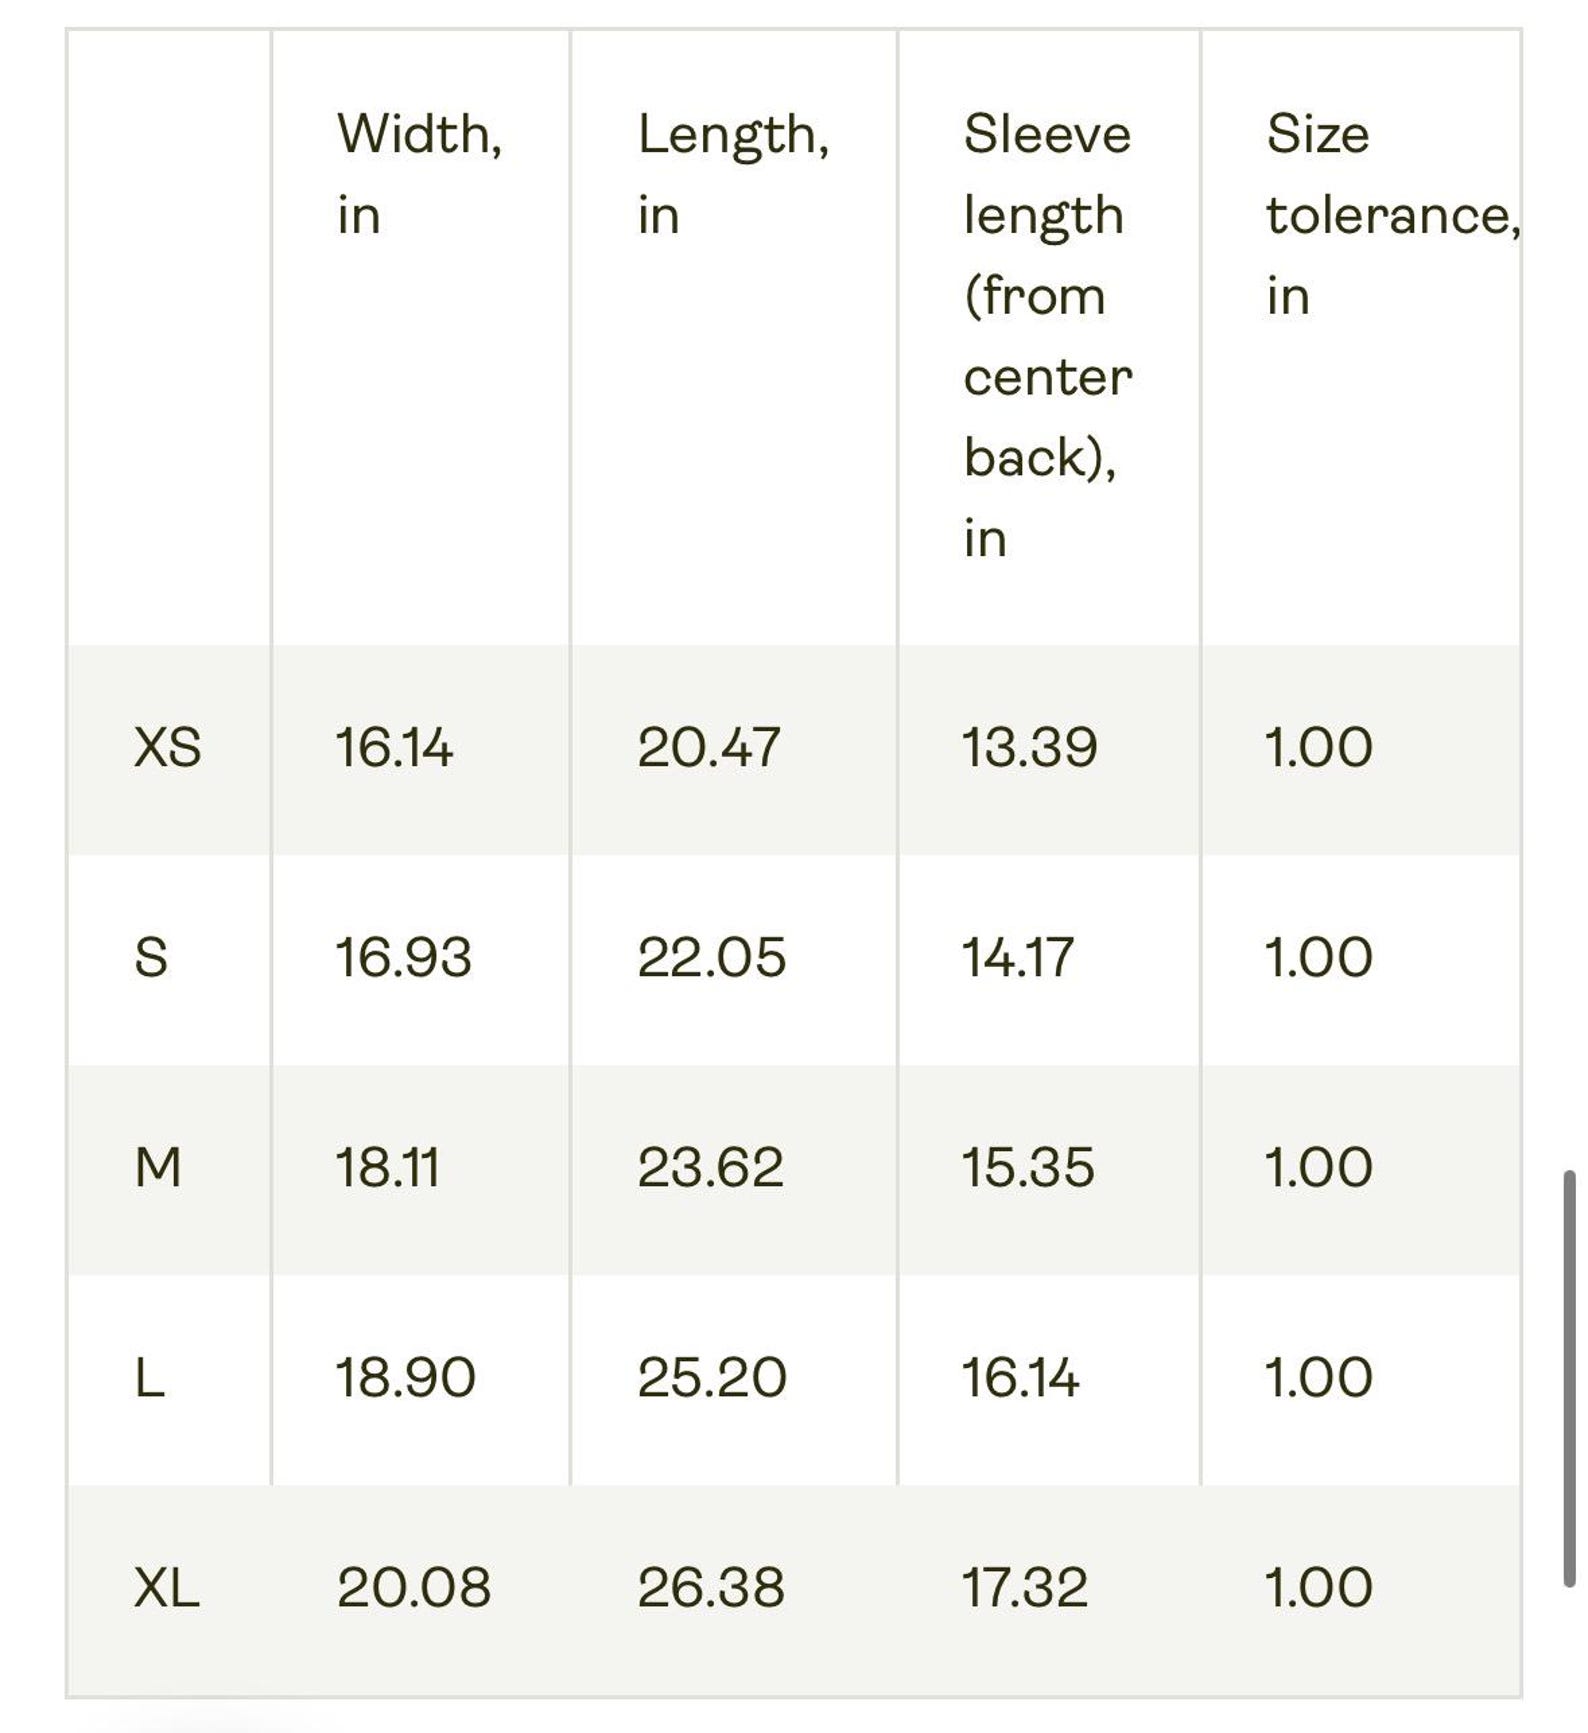 Width, in	Length, in	Sleeve length (from center back), in	Size tolerance, in
XS	16.14	20.47	13.39	1.00
S	16.93	22.05	14.17	1.00
M	18.11	23.62	15.35	1.00
L	18.90	25.20	16.14	1.00
XL	20.08	26.38	17.32	1.00